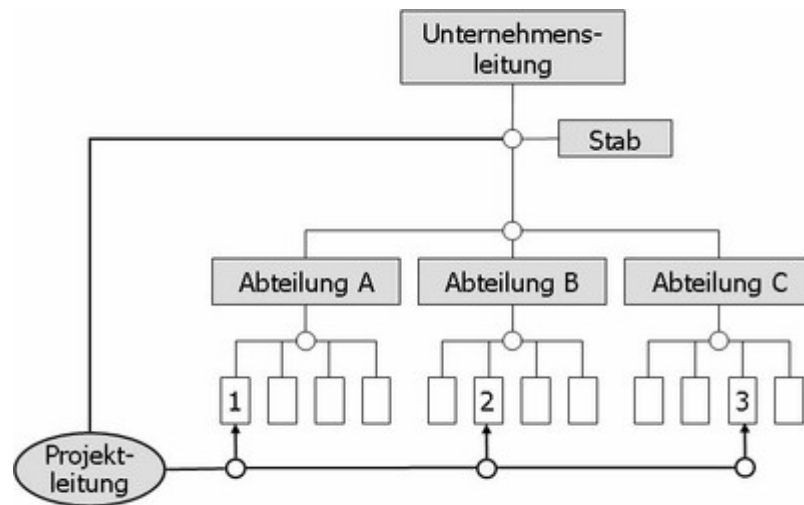 Unternehmens-
leitung
Stab
Abteilung A
Abteilung B
Abteilung C
1
2
3
Projekt-
leitung